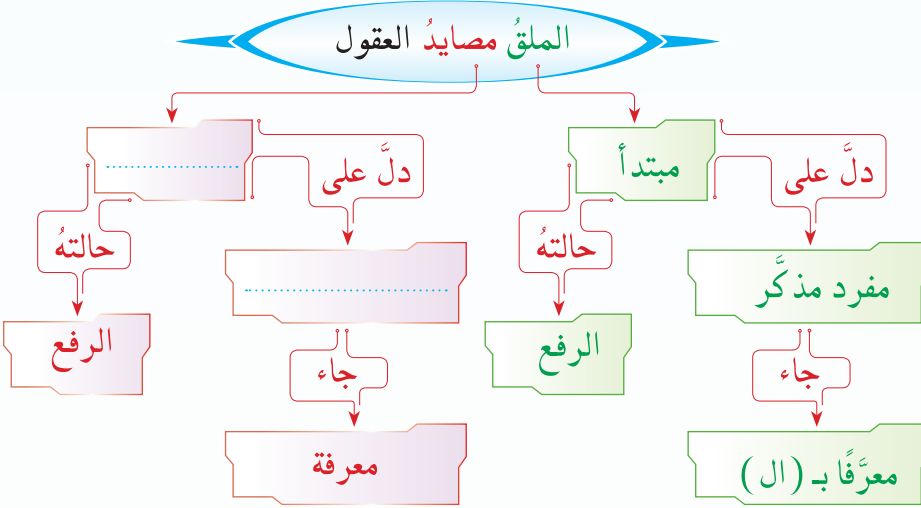 الملقُ مصايدُ العقول
مبتدأ
دلَّ على
حالتهُ
مفرد مذكَّر
الرفع
جاء
معرَّفًا بـ (ال)
....................
دلَّ على
حالتهُ
....................
الرفع
جاء
معرفة